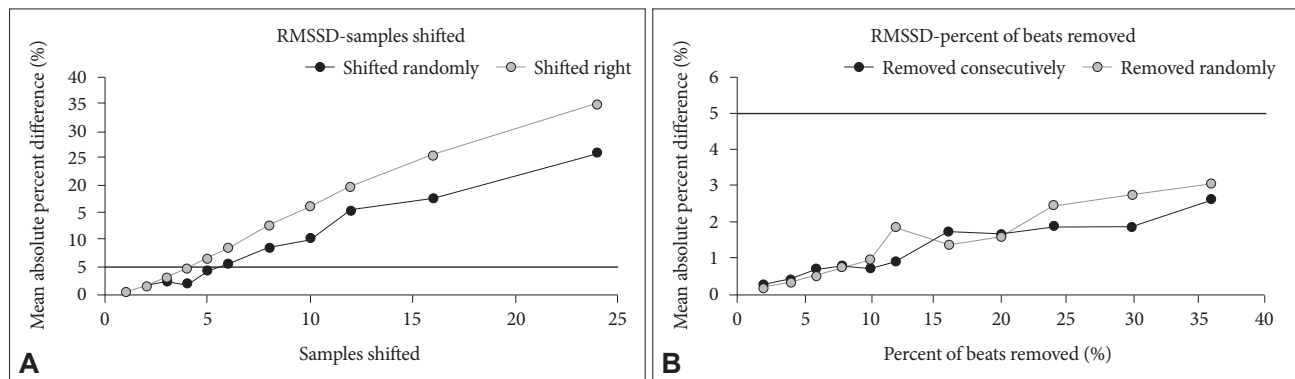 RMSSD-samples shifted
Shifted randomly Shifted right
Mean absolute percent difference (%)
40
35
30
25
20
5
10
5
0
0 5 10 15 20 25
Samples shifted
A
RMSSD-percent of beats removed
Removed consecutively Removed randomly
Mean absolute percent difference (%)
6
5
4
3
2
1
0
0 5 10 15 20 25 30 35 40
Percent of beats removed (%)
B